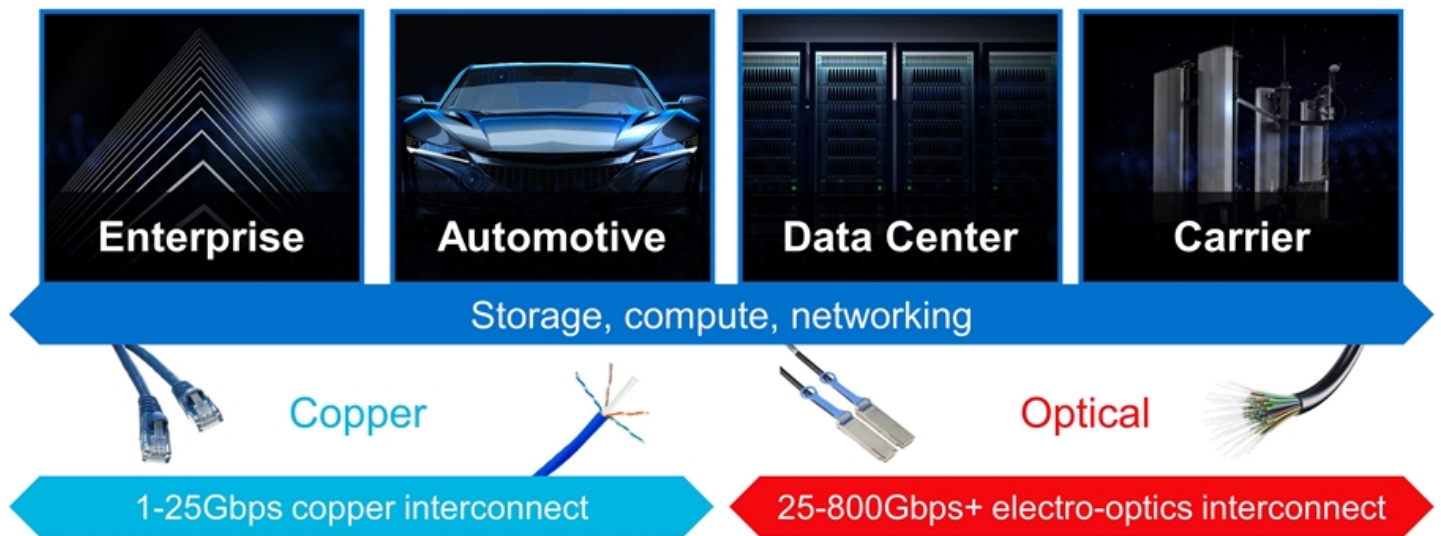 Enterprise
Automotive
Data Center
Carrier
Storage, compute, networking
Copper
Optical
1-25Gbps copper interconnect
25-800Gbps+ electro-optics interconnect